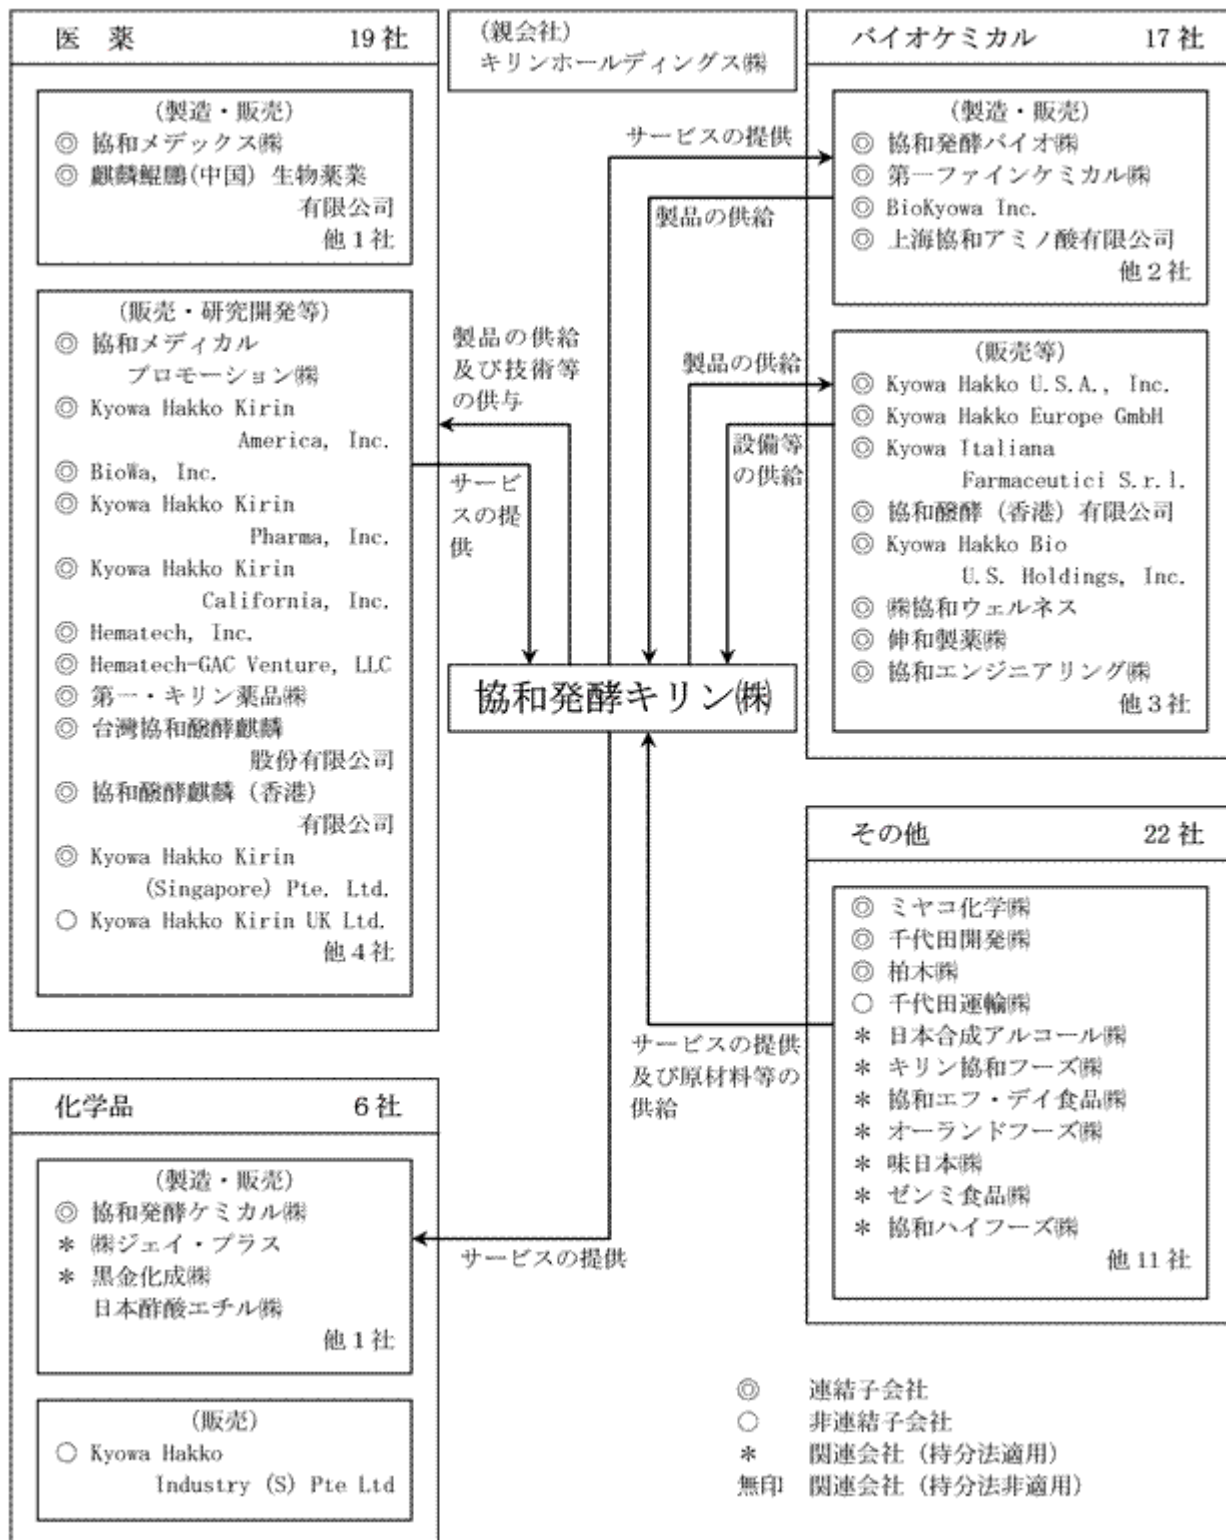 医 薬 19 社
(製造・販売)
◎ 協和メデックス㈱
◎ 麒麟鯤鵬(中国) 生物薬業
有限公司
他 1 社
(販売・研究開発等)
◎ 協和メディカル
プロモーション㈱
◎ Kyowa Hakko Kirin
America, Inc.
◎ BioWa, Inc.
◎ Kyowa Hakko Kirin
Pharma, Inc.
◎ Kyowa Hakko Kirin
California, Inc.
◎ Hematech, Inc.
◎ Hematech-GAC Venture, LLC
◎ 第一・キリン薬品㈱
◎ 台灣協和醱酵麒麟
股份有限公司
◎ 協和醱酵麒麟（香港）
有限公司
◎ Kyowa Hakko Kirin
(Singapore) Pte. Ltd.
○ Kyowa Hakko Kirin UK Ltd.
他 4 社
化学品 6 社
(製造・販売)
◎ 協和発酵ケミカル㈱
＊ ㈱ジェイ・プラス
＊ 黒金化成㈱
日本酢酸エチル㈱
他 1 社
(販売)
○ Kyowa Hakko
Industry (S) Pte Ltd
(親会社)
キリンホールディングス㈱
サービスの提供
製品の供給
製品の供給
及び技術等
の供与
製品の供給
サービ
スの提
供
設備等
の供給
協和発酵キリン㈱
サービスの提供
及び原材料等の
供給
サービスの提供
バイオケミカル 17 社
(製造・販売)
◎ 協和発酵バイオ㈱
◎ 第一ファインケミカル㈱
◎ BioKyowa Inc.
◎ 上海協和アミノ酸有限公司
他 2 社
(販売等)
◎ Kyowa Hakko U.S.A., Inc.
◎ Kyowa Hakko Europe GmbH
◎ Kyowa Italiana
Farmaceutici S.r.l.
◎ 協和醱酵（香港）有限公司
◎ Kyowa Hakko Bio
U.S. Holdings, Inc.
◎ ㈱協和ウェルネス
◎ 伸和製薬㈱
◎ 協和エンジニアリング㈱
他 3 社
その他 22 社
◎ ミヤコ化学㈱
◎ 千代田開発㈱
◎ 柏木㈱
○ 千代田運輸㈱
＊ 日本合成アルコール㈱
＊ キリン協和フーズ㈱
＊ 協和エフ・デイ食品㈱
＊ オーランドフーズ㈱
＊ 味日本㈱
＊ ゼンミ食品㈱
＊ 協和ハイフーズ㈱
他 11 社
◎ 連結子会社
○ 非連結子会社
＊ 関連会社（持分法適用）
無印 関連会社（持分法非適用）